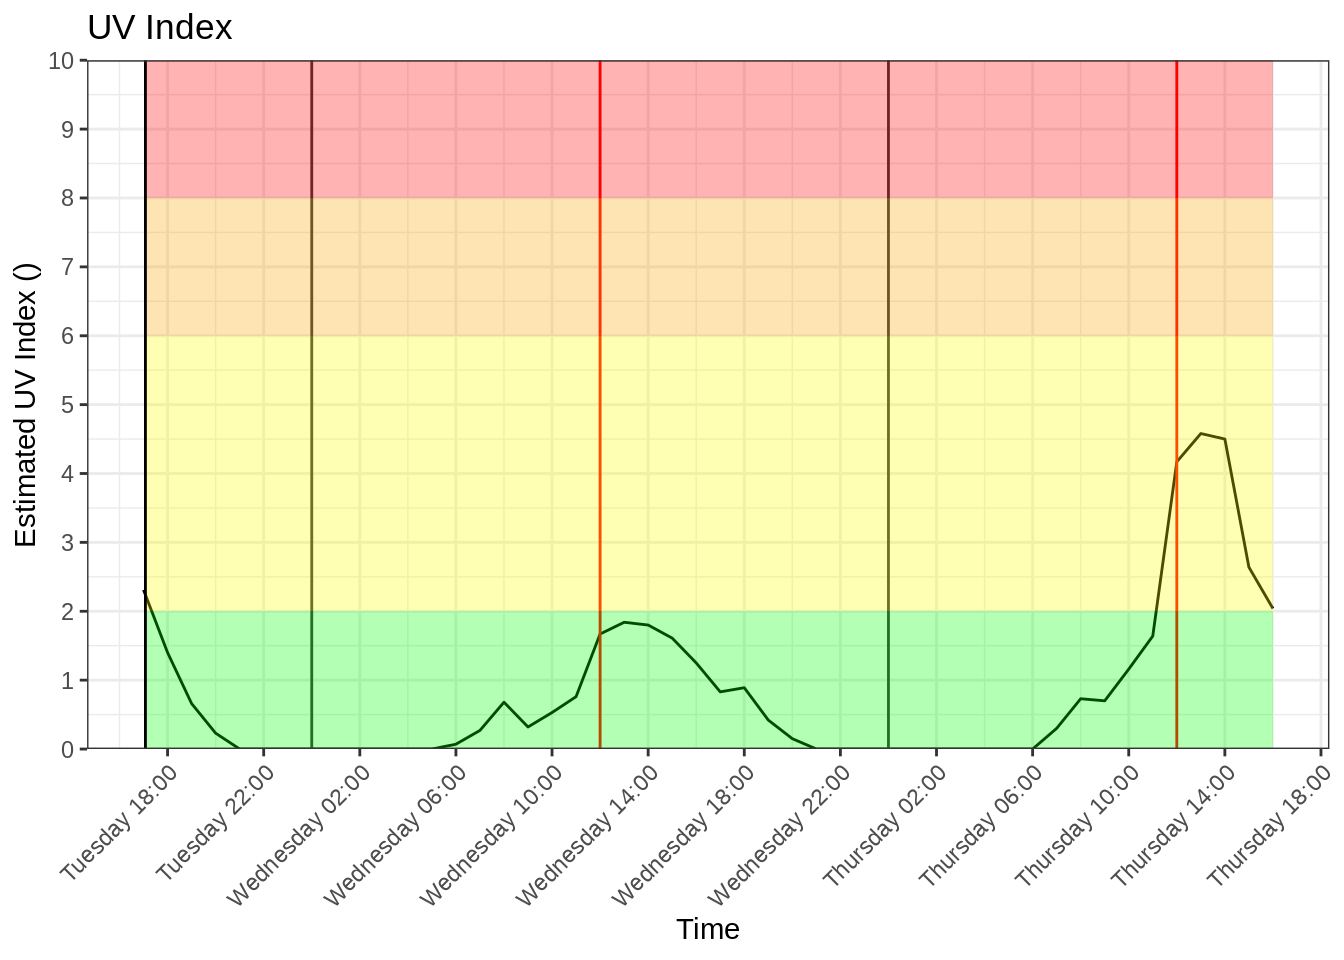 UV Index
Estimated UV Index ()
10
9
8
7
6
5
4
3
2
1
0
Tuesday 18:00
Tuesday 22:00
Wednesday 02:00
Wednesday 06:00
Wednesday 10:00
Wednesday 14:00
Wednesday 18:00
Wednesday 22:00
Thursday 02:00
Thursday 06:00
Thursday 10:00
Thursday 14:00
Thursday 18:00
Time